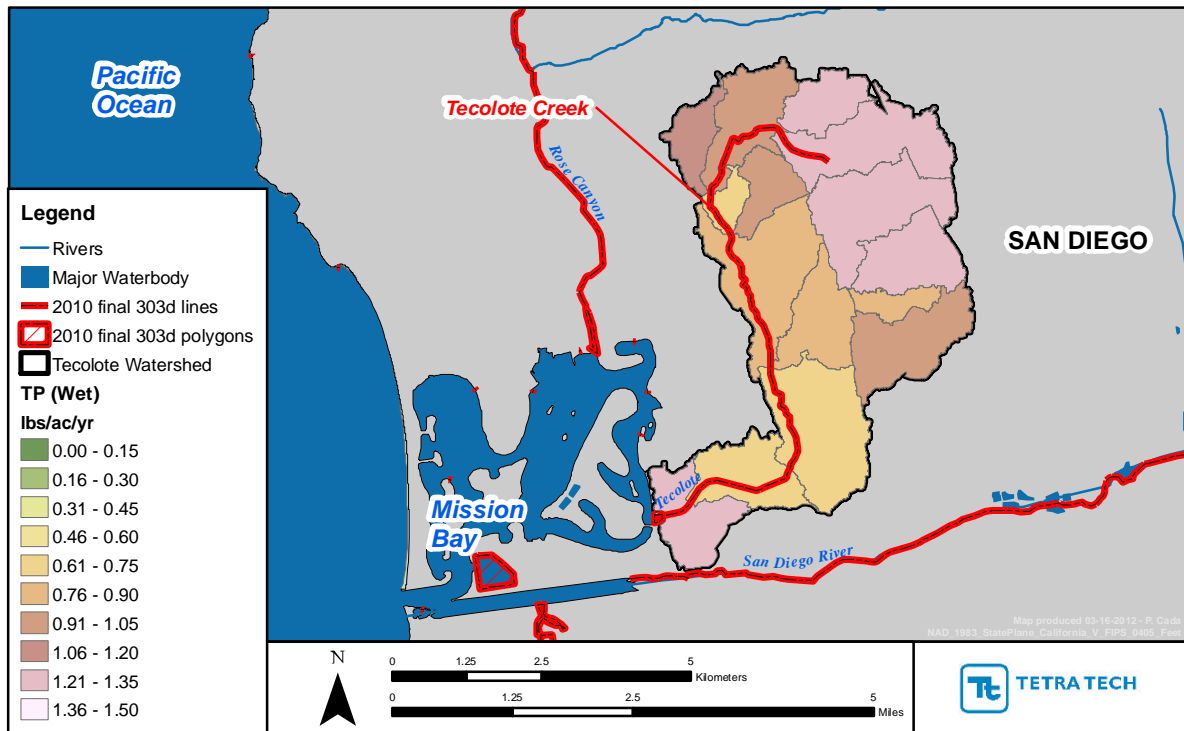 Pacific
Ocean
Tecolote Creek
Rose Canyon
SAN DIEGO
Legend
Rivers
Major Waterbody
2010 final 303d lines
2010 final 303d polygons
Tecolote Watershed
TP (Wet)
lbs/ac/yr
0.00 - 0.15
0.16 - 0.30
0.31 - 0.45
0.46 - 0.60
0.61 - 0.75
0.76 - 0.90
0.91 - 1.05
1.06 - 1.20
1.21 - 1.35
1.36 - 1.50
Tecolote
Mission
Bay
San Diego River
Map produced 03-16-2012 - P. Cada
NAD_1983_StatePlane_California_V_FIPS_0405_Feet
N
0 1.25 2.5 5
Kilometers
0 1.25 2.5 5
Miles
Tt
TETRA TECH